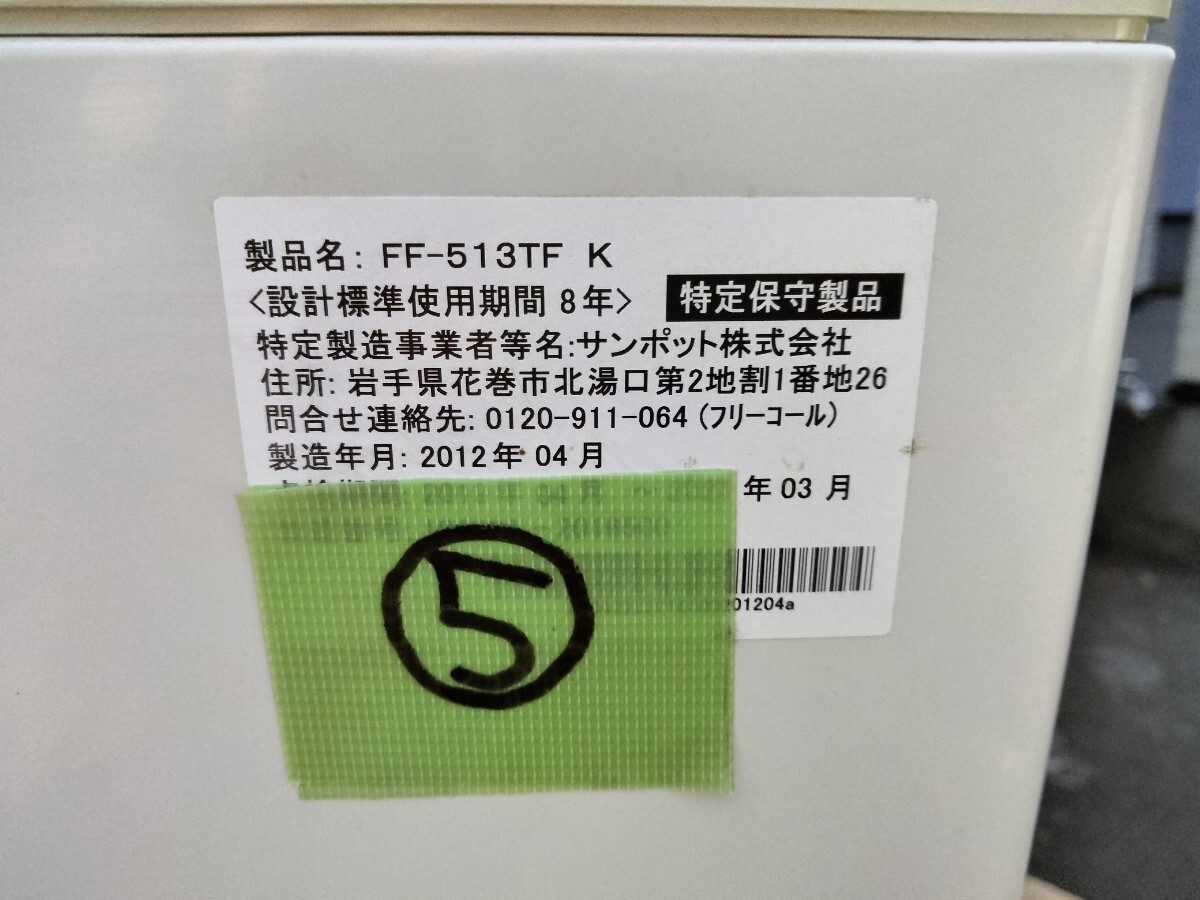 製品名: FF-513TF K
<設計標準使用期間 8年> 特定保守製品
特定製造事業者等名:サンポット株式会社
住所: 岩手県花巻市北湯口第2地割1番地26
問合せ連絡先: 0120-911-064 (フリーコール)
製造年月: 2012年 04月
年 03 月
01204a
⑤